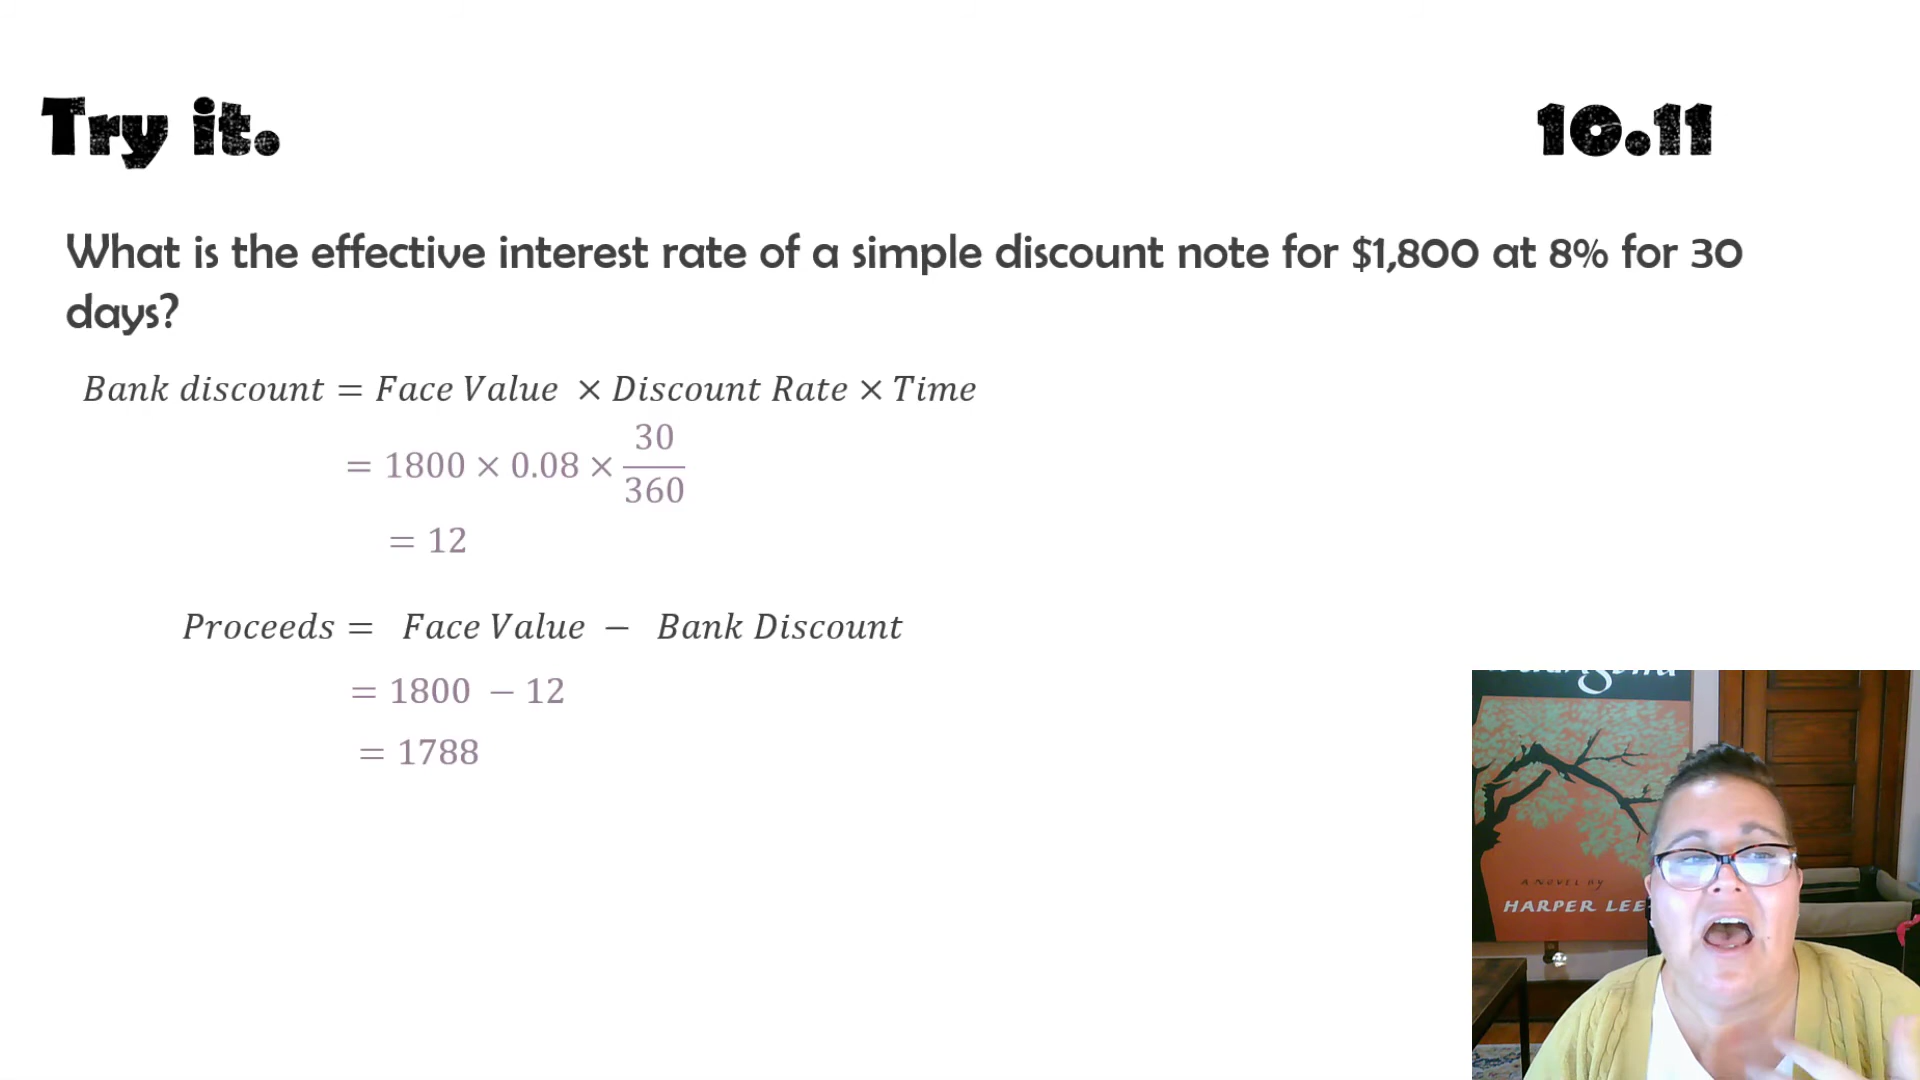 Try it.
10.11
What is the effective interest rate of a simple discount note for $1,800 at 8% for 30
days?
Bank discount = Face Value × Discount Rate × Time
= 1800 × 0.08 × 30/360
= 12
Proceeds = Face Value − Bank Discount
= 1800 − 12
= 1788
A NOVEL BY
HARPER LEE